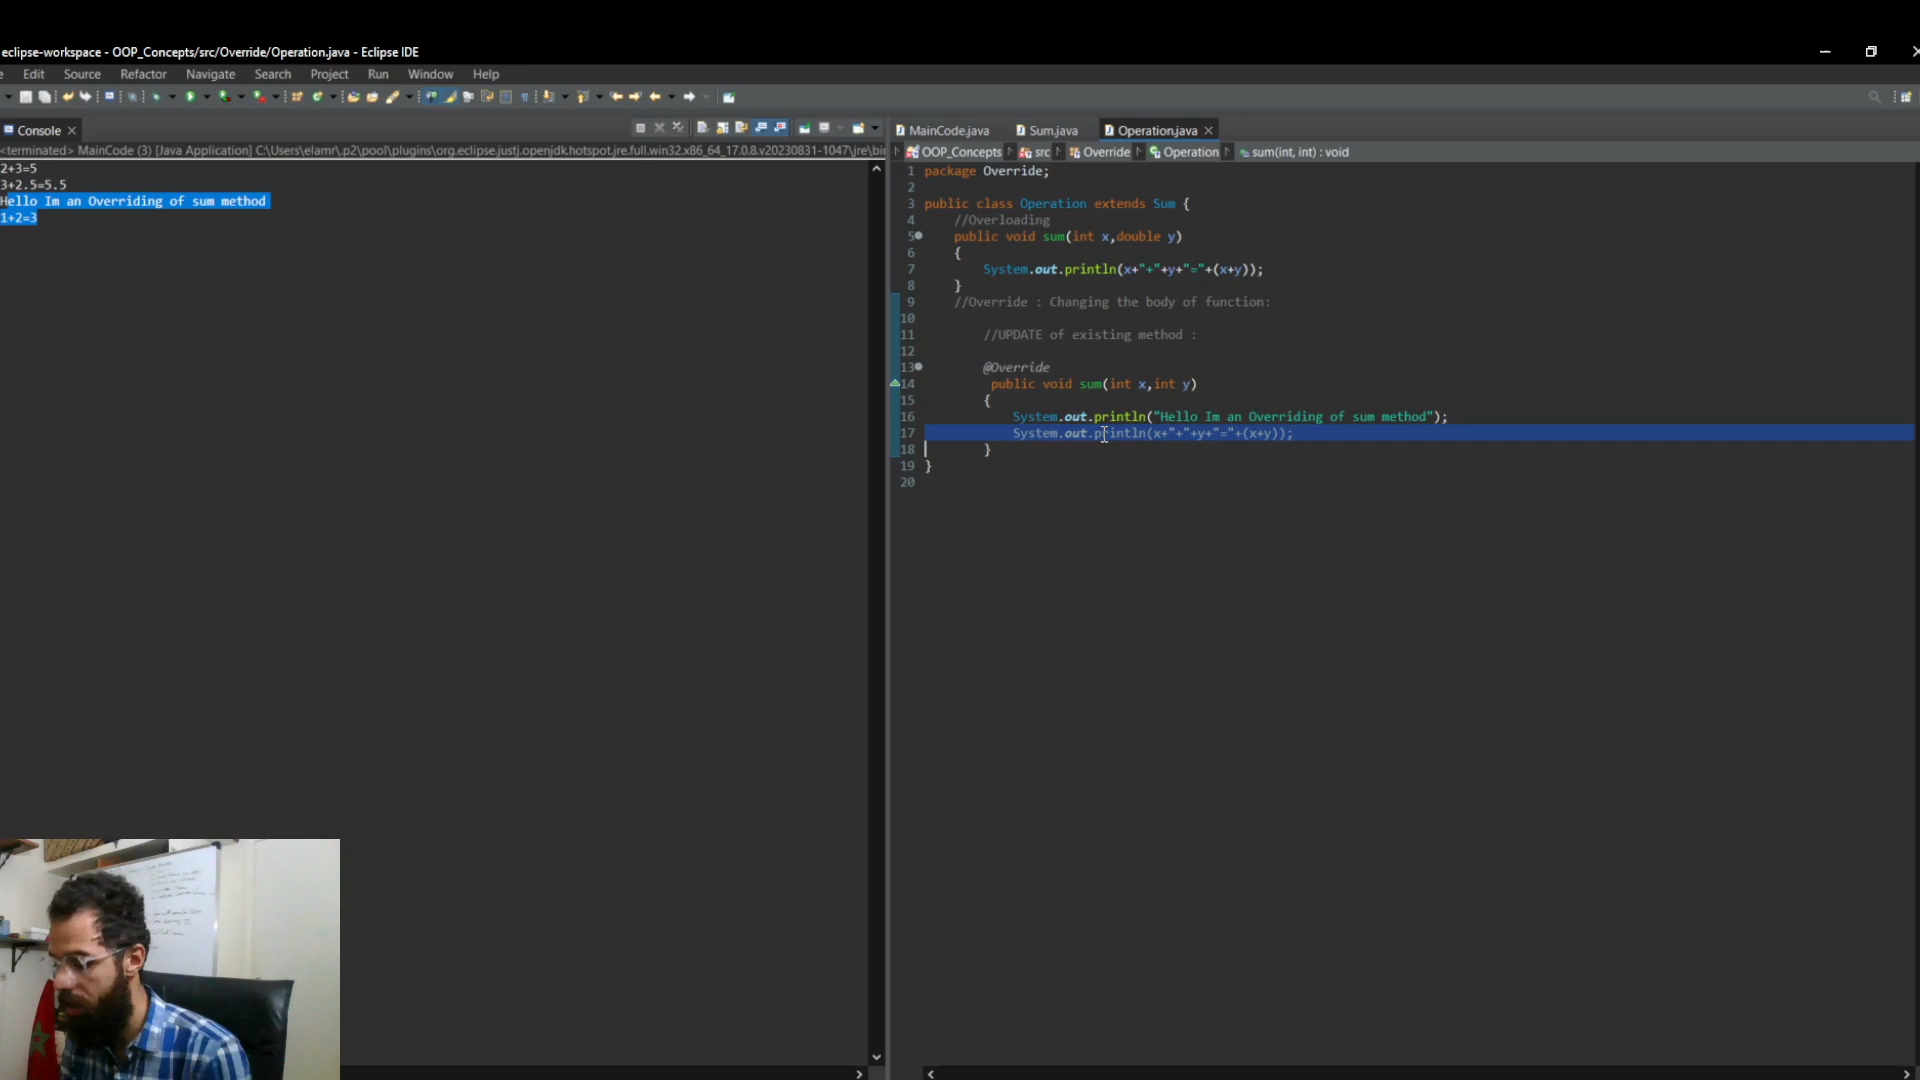 eclipse-workspace - OOP_Concepts/src/Override/Operation.java - Eclipse IDE
Edit Source Refactor Navigate Search Project Run Window Help
Console
<terminated> MainCode (3) [Java Application] C:\Users\elamr\.p2\pool\plugins\org.eclipse.justj.openjdk.hotspot.jre.full.win32.x86_64_17.0.8.v20230831-1047\jre\bin
2+3=5
3+2.5=5.5
Hello Im an Overriding of sum method
1+2=3
MainCode.java Sum.java Operation.java
OOP_Concepts src Override Operation sum(int, int) : void
1 package Override;
2
3 public class Operation extends Sum {
4 //Overloading
5 public void sum(int x,double y)
6 {
7 System.out.println(x+"+"+y+"="+(x+y));
8 }
9 //Override : Changing the body of function:
10
11 //UPDATE of existing method :
12
13 @Override
14 public void sum(int x,int y)
15 {
16 System.out.println("Hello Im an Overriding of sum method");
17 System.out.println(x+"+"+y+"="+(x+y));
18 }
19 }
20